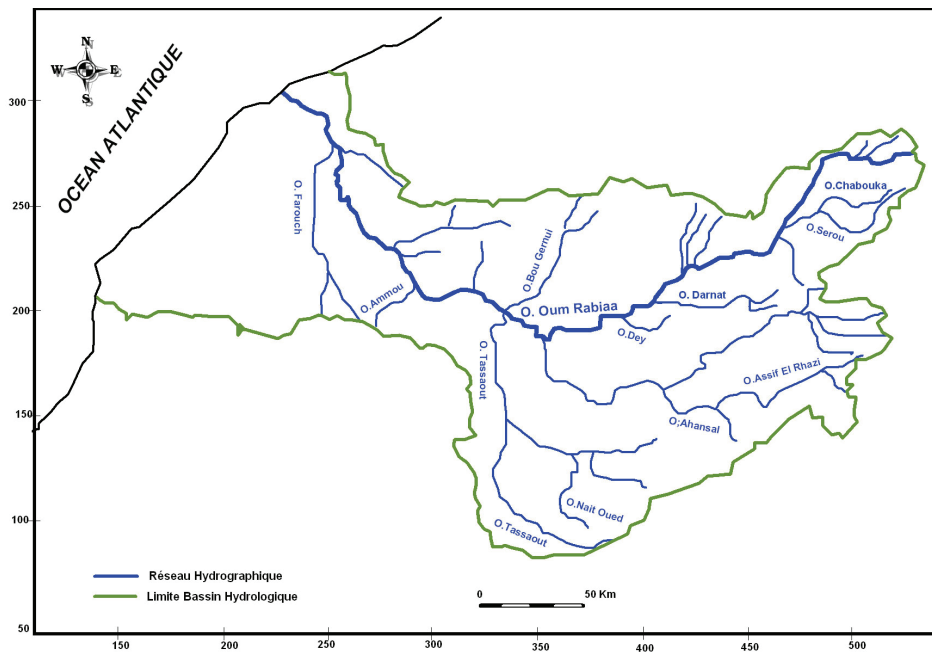 N
W E
S
OCEAN ATLANTIQUE
300
250
200
150
100
50
O. Farouch
O.Ammou
O.Bou Gernui
O. Oum Rabiaa
O.Chabouka
O.Serou
O. Darnat
O.Dey
O. Tassaout
O.Assif El Rhazi
O;Ahansal
O.Nait Oued
O.Tassaout
Réseau Hydrographique
Limite Bassin Hydrologique
0 50 Km
150 200 250 300 350 400 450 500